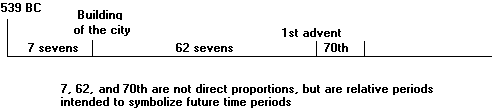 539 BC
Building
of the city
1st advent
7 sevens
62 sevens
70th
7, 62, and 70th are not direct proportions, but are relative periods
intended to symbolize future time periods